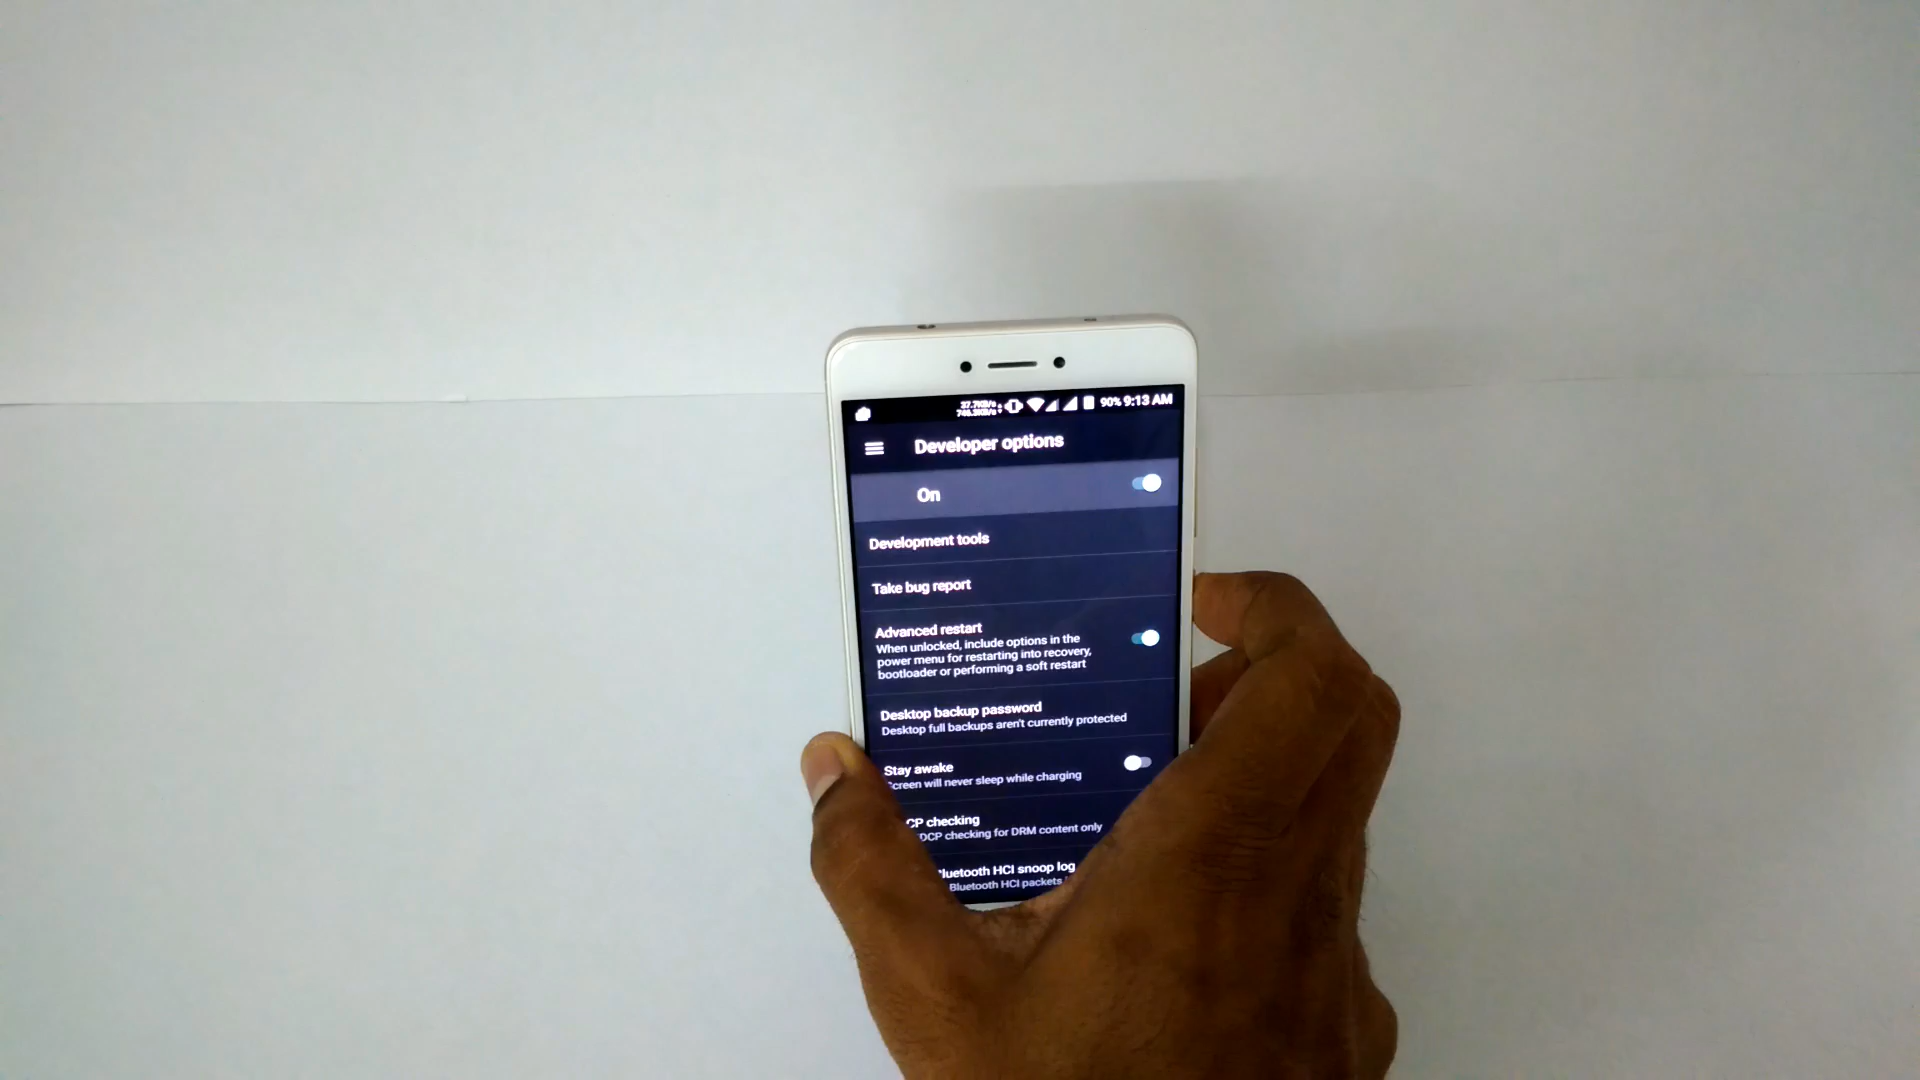 90% 9:13 AM
Developer options
On
Development tools
Take bug report
Advanced restart
When unlocked, include options in the
power menu for restarting into recovery,
bootloader or performing a soft restart
Desktop backup password
Desktop full backups aren't currently protected
Stay awake
Screen will never sleep while charging
CP checking
DCP checking for DRM content only
luetooth HCI snoop log
Bluetooth HCI packets